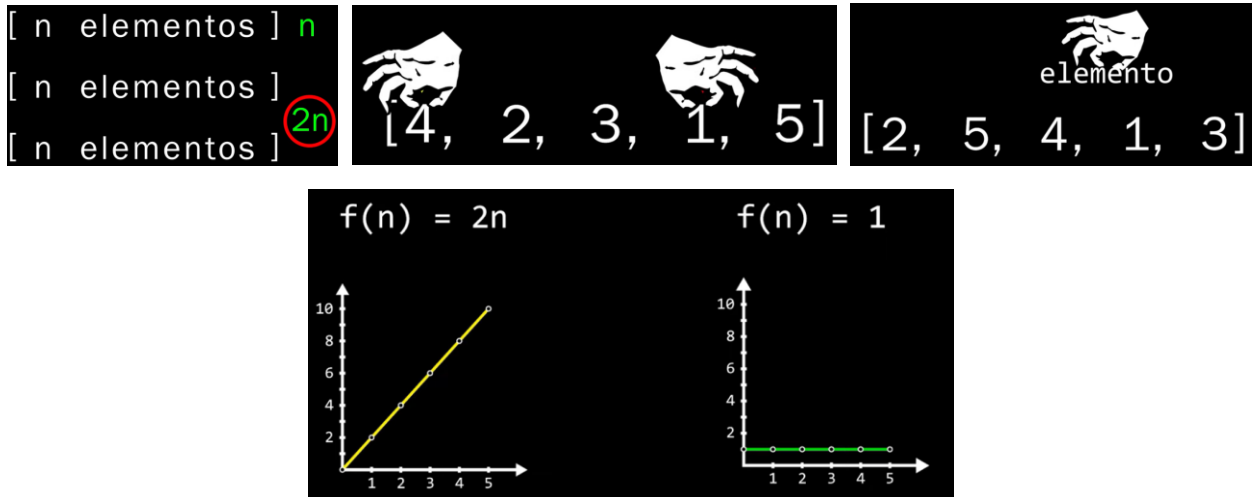 [ n elementos ] n
[ n elementos ]
2n
[ n elementos ]
[4, 2, 3, 1, 5]
elemento
[2, 5, 4, 1, 3]
f(n) = 2n
10
8
6
4
2
1 2 3 4 5
f(n) = 1
10
8
6
4
2
1 2 3 4 5